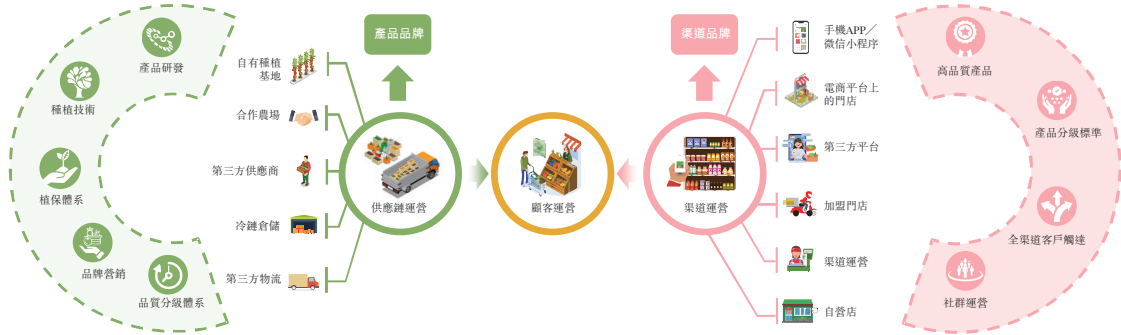 產品研發
種植技術
植保體系
品牌營銷
品質分級體系
自有種植
基地
合作農場
第三方供應商
冷鏈倉儲
第三方物流
產品品牌
供應鏈運營
顧客運營
渠道品牌
渠道運營
手機APP／
微信小程序
電商平台上
的門店
第三方平台
加盟門店
渠道運營
自營店
高品質產品
產品分級標準
全渠道客戶觸達
社群運營